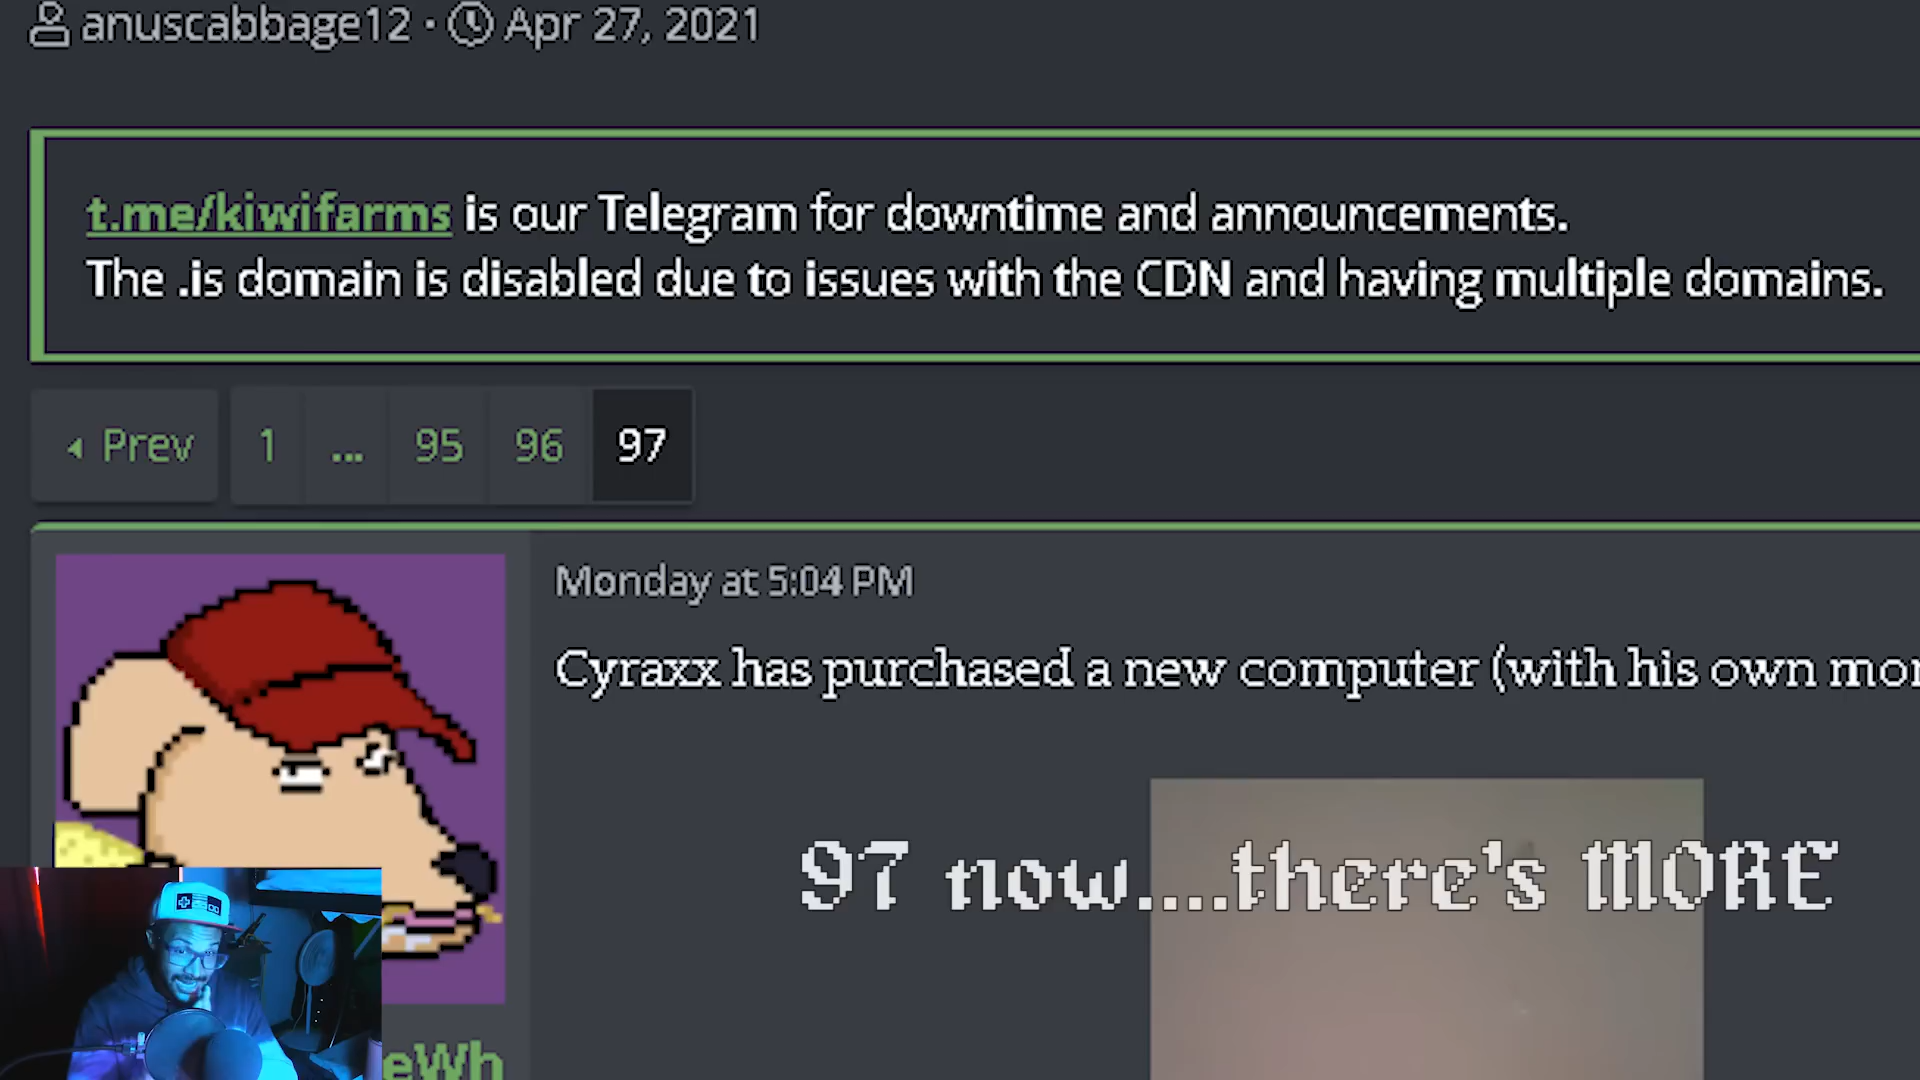 anuscabbage12 · Apr 27, 2021
t.me/kiwifarms is our Telegram for downtime and announcements.
The .is domain is disabled due to issues with the CDN and having multiple domains.
Prev 1 ... 95 96 97
Monday at 5:04 PM
Cyraxx has purchased a new computer (with his own
97 now....there's MORE